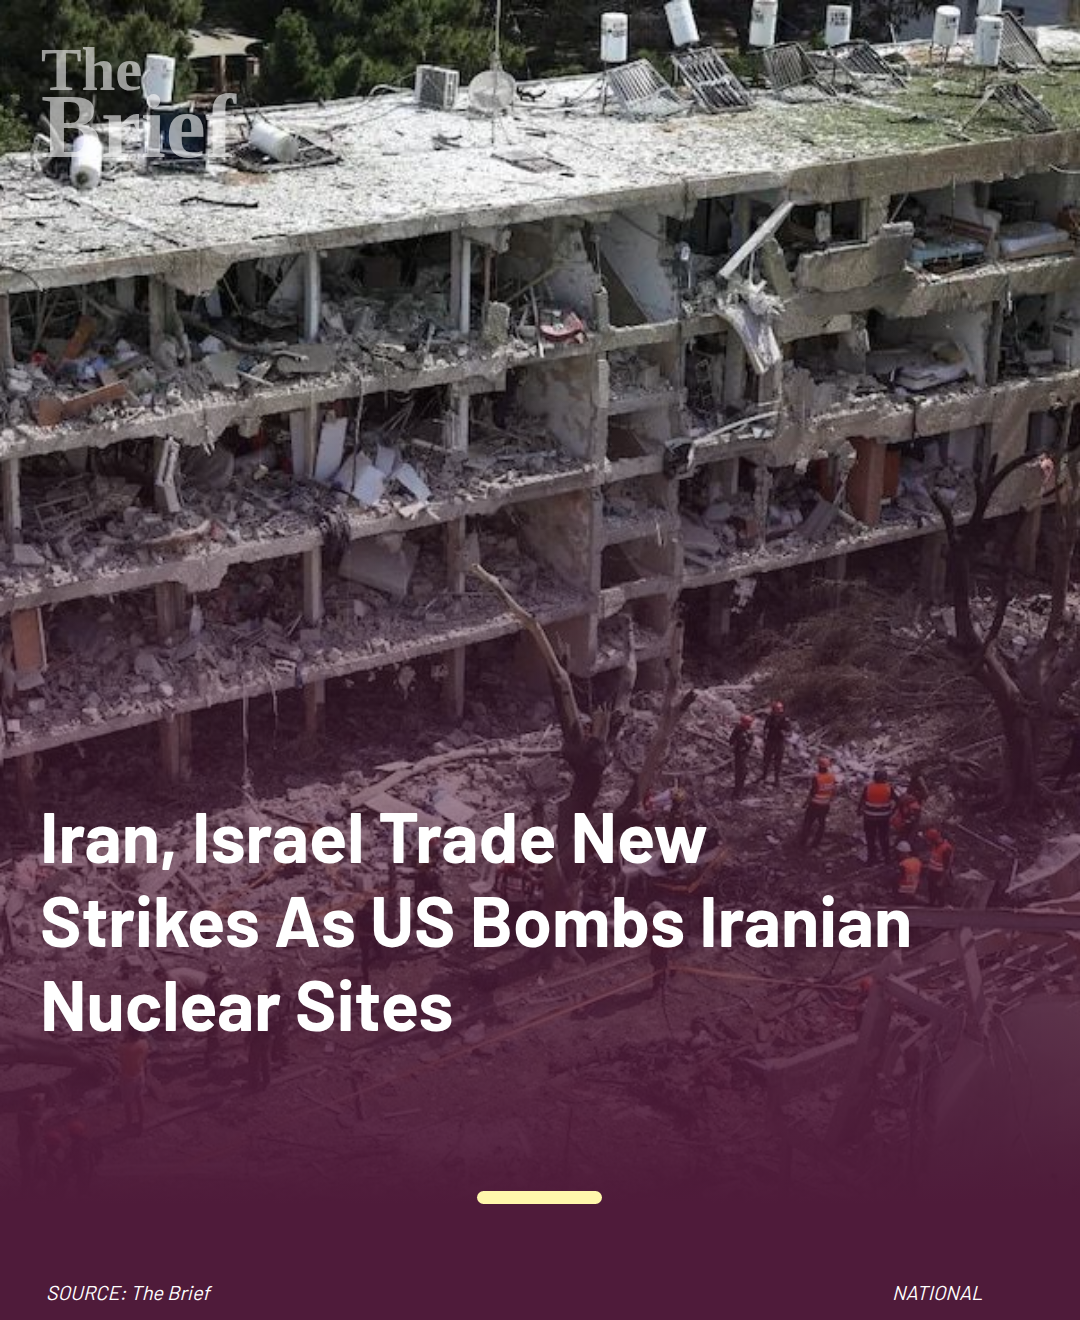 The
Brief
Iran, Israel Trade New
Strikes As US Bombs Iranian
Nuclear Sites
SOURCE: The Brief
NATIONAL